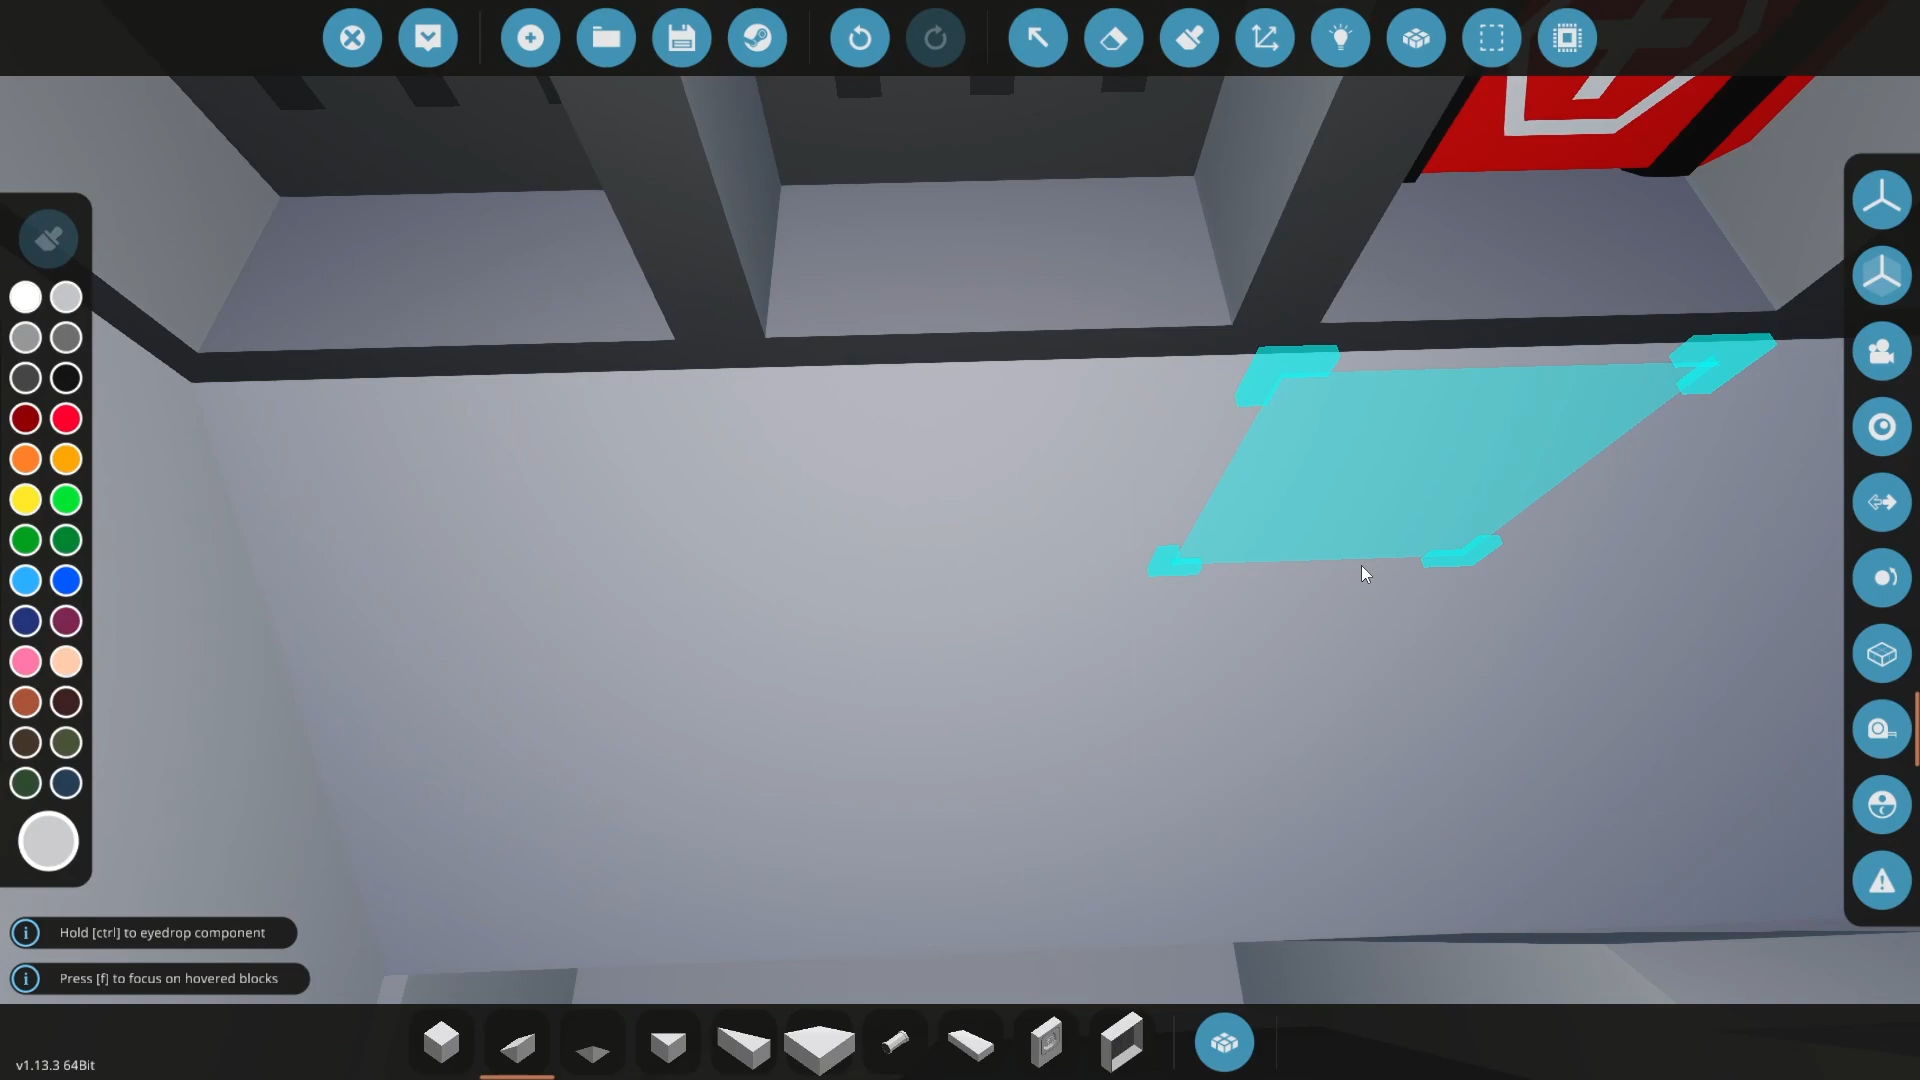 Hold [ctrl] to eyedrop component
Press [f] to focus on hovered blocks
v1.13.3 64Bit